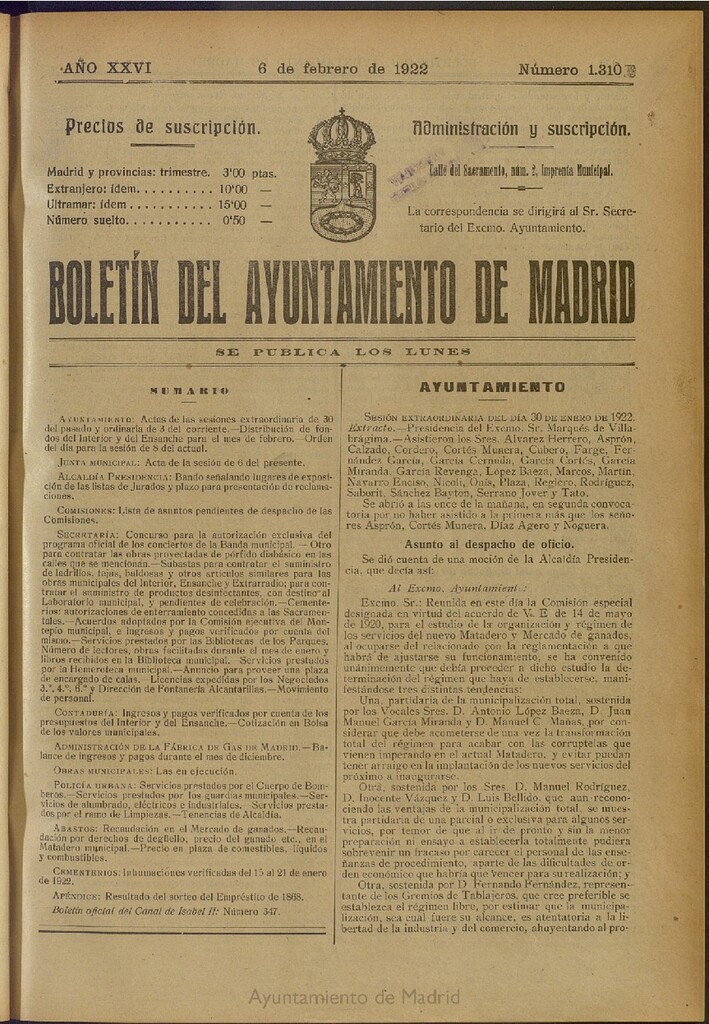 AÑO XXVI
6 de febrero de 1922
Número 1.310
Precios de suscripción.
Madrid y provincias: trimestre. 3'00 ptas.
Extranjero: ídem.......... 10'00 —
Ultramar: ídem........... 15'00 —
Número suelto........... 0'50 —
Administración y suscripción.
Calle del Sacramento, núm. 2, Imprenta Municipal.
La correspondencia se dirigirá al Sr. Secre-
tario del Excmo. Ayuntamiento.
BOLETÍN DEL AYUNTAMIENTO DE MADRID
SE PUBLICA LOS LUNES
SUMARIO
AYUNTAMIENTO: Actas de las sesiones extraordinaria de 30
del pasado y ordinaria de 3 del corriente.—Distribución de fon-
dos del Interior y del Ensanche para el mes de febrero.—Orden
del día para la sesión de 8 del actual.
JUNTA MUNICIPAL: Acta de la sesión de 6 del presente.
ALCALDÍA PRESIDENCIA: Bando señalando lugares de exposi-
ción de las listas de Jurados y plazo para presentación de reclama-
ciones.
COMISIONES: Lista de asuntos pendientes de despacho de las
Comisiones.
SECRETARÍA: Concurso para la autorización exclusiva del
programa oficial de los conciertos de la Banda municipal.—Otro
para contratar las obras proyectadas de pórfido diabásico en las
calles que se mencionan.—Subastas para contratar el suministro
de ladrillos, tejas, baldosas y otros artículos similares para las
obras municipales del Interior, Ensanche y Extrarradio; para con-
tratar el suministro de productos desinfectantes, con destino al
Laboratorio municipal, y pendientes de celebración.—Cemente-
rios: autorizaciones de enterramiento concedidas a las Sacramen-
tales.—Acuerdos adoptados por la Comisión ejecutiva del Mon-
tepío municipal, e ingresos y pagos verificados por cuenta del
mismo.—Servicios prestados por las Bibliotecas de los Parques.
Número de lectores, obras facilitadas durante el mes de enero y
libros recibidos en la Biblioteca municipal. Servicios prestados
por la Hemeroteca municipal.—Anuncio para proveer una plaza
de encargado de calas.—Licencias expedidas por los Negociados
3.º, 4.º, 6.º y Dirección de Fontanería Alcantarillas.—Movimiento
de personal.
CONTADURÍA: Ingresos y pagos verificados por cuenta de los
presupuestos del Interior y del Ensanche.—Cotización en Bolsa
de los valores municipales.
ADMINISTRACIÓN DE LA FÁBRICA DE GAS DE MADRID.—Ba-
lance de ingresos y pagos durante el mes de diciembre.
OBRAS MUNICIPALES: Las en ejecución.
POLICÍA URBANA: Servicios prestados por el Cuerpo de Bom-
beros.—Servicios prestados por los guardias municipales.—Ser-
vicios de alumbrado, eléctricos e industriales.—Servicios presta-
dos por el ramo de Limpiezas.—Tenencias de Alcaldía.
ABASTOS: Recaudación en el Mercado de ganados.—Recau-
dación por derechos de degüello, precio del ganado etc., en el
Matadero municipal.—Precio en plaza de comestibles, líquidos
y combustibles.
CEMENTERIOS: Inhumaciones verificadas del 15 al 21 de enero
de 1922.
APÉNDICE: Resultado del sorteo del Empréstito de 1868.
Boletín oficial del Canal de Isabel II: Número 347.
AYUNTAMIENTO
SESIÓN EXTRAORDINARIA DEL DÍA 30 DE ENERO DE 1922.
Extracto.—Presidencia del Excmo. Sr. Marqués de Villa-
brágima.—Asistieron los Sres. Alvarez Herrero, Asprón,
Calzado, Cordero, Cortés Munera, Cubero, Farge, Fer-
nández García, García Cernuda, García Cortés, García
Miranda, García Revenga, López Baeza, Marcos, Martín,
Navarro Enciso, Nicoli, Onís, Plaza, Reglero, Rodríguez,
Saborit, Sánchez Bayton, Serrano Jover y Tato.
Se abrió a las once de la mañana, en segunda convoca-
toria por no haber asistido a la primera más que los seño-
res Asprón, Cortés Munera, Díaz Agero y Noguera.
Asunto al despacho de oficio.
Se dió cuenta de una moción de la Alcaldía Presiden-
cia, que decía así:
Al Excmo. Ayuntamiento:
Excmo. Sr.: Reunida en este día la Comisión especial
designada en virtud del acuerdo de V. E de 14 de mayo
de 1920, para el estudio de la organización y régimen de
los servicios del nuevo Matadero y Mercado de ganados,
al ocuparse del relacionado con la reglamentación a que
habrá de ajustarse su funcionamiento, se ha convenido
unánimemente que debía preceder a dicho estudio la de-
terminación del régimen que haya de establecerse, mani-
festándose tres distintas tendencias:
Una, partidaria de la municipalización total, sostenida
por los Vocales Sres. D. Antonio López Baeza, D Juan
Manuel García Miranda y D. Manuel C. Mañas, por con-
siderar que debe acometerse de una vez la transformación
total del régimen para acabar con las corruptelas que
vienen imperando en el actual Matadero, y evitar puedan
tener arraigo en la implantación de los nuevos servicios del
próximo a inaugurarse.
Otra, sostenida por los Sres. D. Manuel Rodríguez,
D. Inocente Vázquez y D. Luis Bellido, que aun recono-
ciendo las ventajas de la municipalización total, se mues-
tra partidaria de una parcial o exclusiva para algunos ser-
vicios, por temor de que al ir de pronto y sin la menor
preparación ni ensayo a establecerla totalmente pudiera
sobrevenir un fracaso por carecer el personal de las ense-
ñanzas de procedimiento, aparte de las dificultades de or-
den económico que habría que vencer para su realización; y
Otra, sostenida por D. Fernando Fernández, represen-
tante de los Gremios de Tablajeros, que cree preferible se
establezca el régimen libre, por estimar que la municipa-
lización, sea cual fuere su alcance, es atentatoria a la li-
bertad de la industria y del comercio, ahuyentando al pro-
Ayuntamiento de Madrid